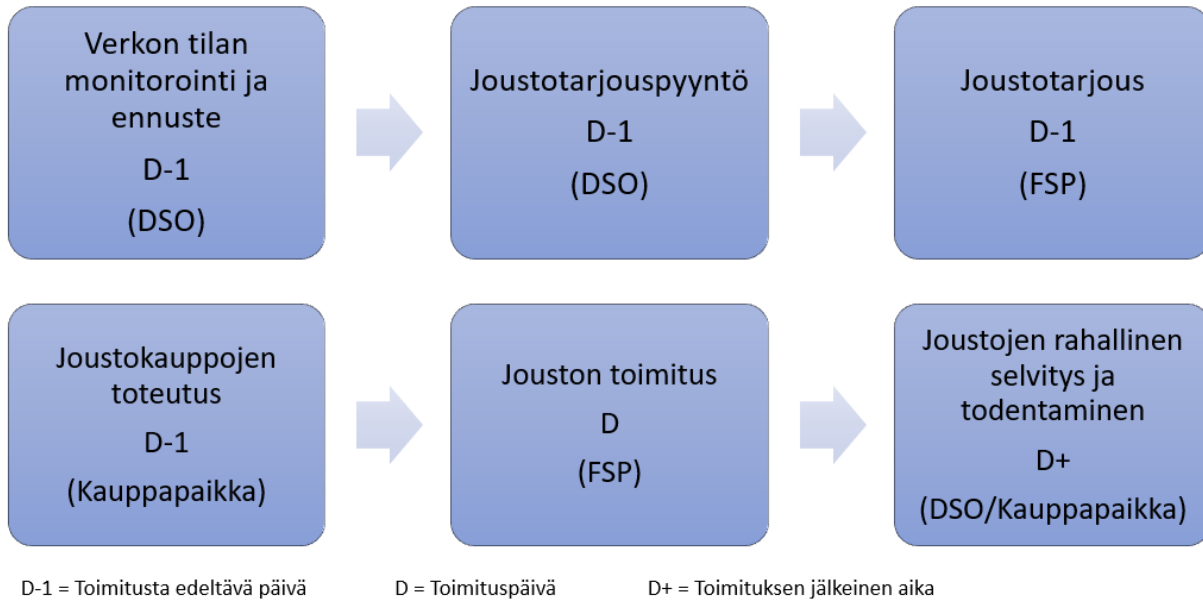 Verkon tilan
monitorointi ja
ennuste
D-1
(DSO)
Joustotarjouspyyntö
D-1
(DSO)
Joustotarjous
D-1
(FSP)
Joustokauppojen
toteutus
D-1
(Kauppapaikka)
Jouston toimitus
D
(FSP)
Joustojen rahallinen
selvitys ja
todentaminen
D+
(DSO/Kauppapaikka)
D-1 = Toimitusta edeltävä päivä
D = Toimituspäivä
D+ = Toimituksen jälkeinen aika